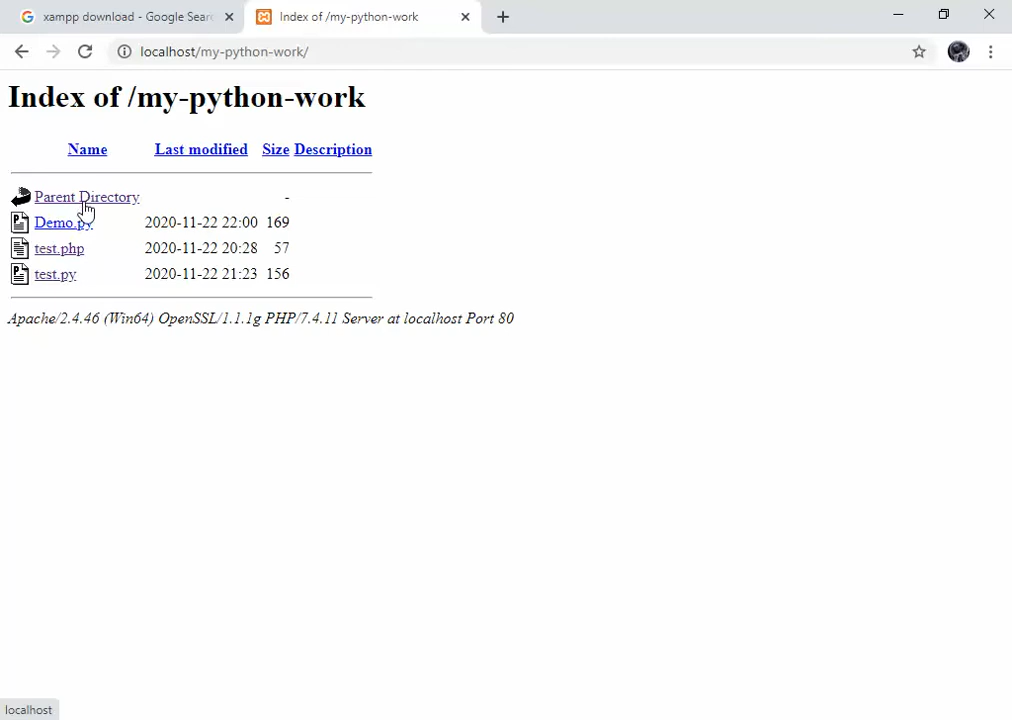 xampp download - Google Sear
Index of /my-python-work
localhost/my-python-work/
Index of /my-python-work
Name Last modified Size Description
Parent Directory -
Demo.py 2020-11-22 22:00 169
test.php 2020-11-22 20:28 57
test.py 2020-11-22 21:23 156
Apache/2.4.46 (Win64) OpenSSL/1.1.1g PHP/7.4.11 Server at localhost Port 80
localhost